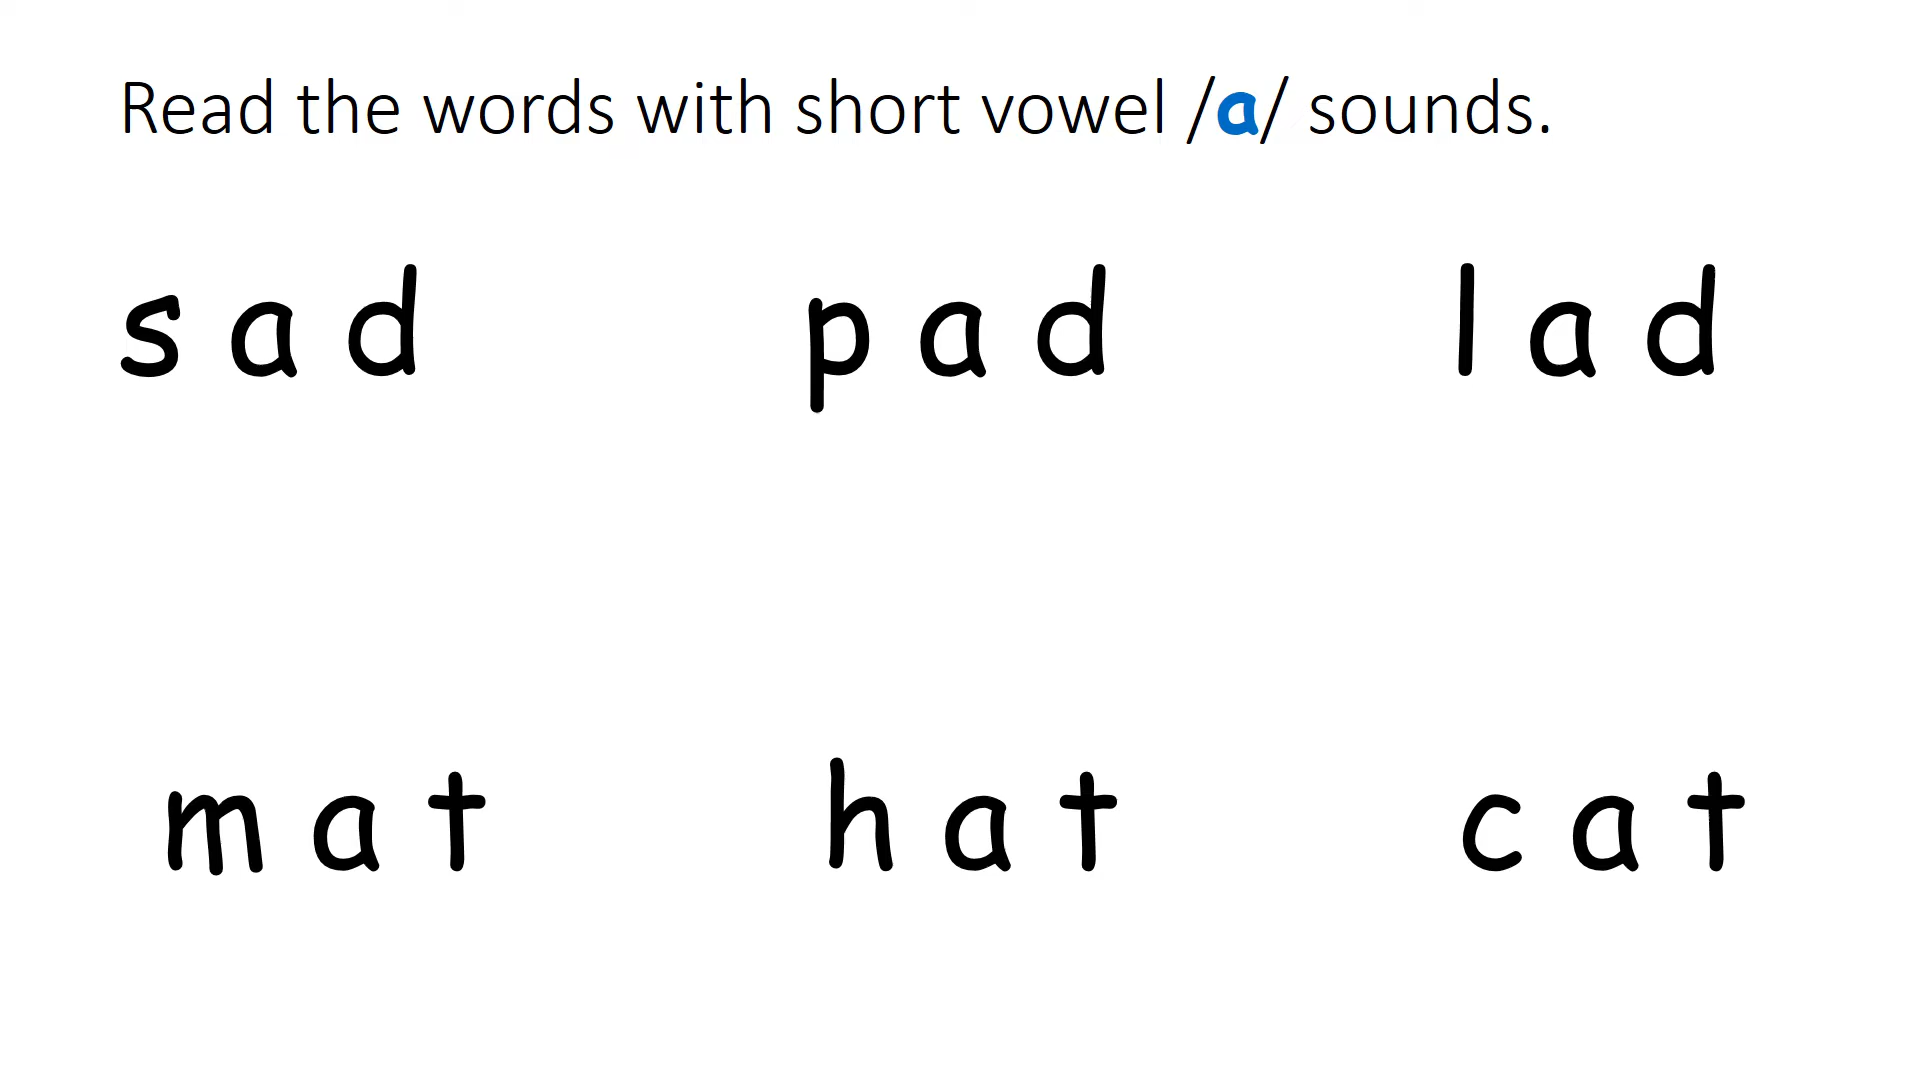 Read the words with short vowel /a/ sounds.
s a d p a d l a d
m a t h a t c a t